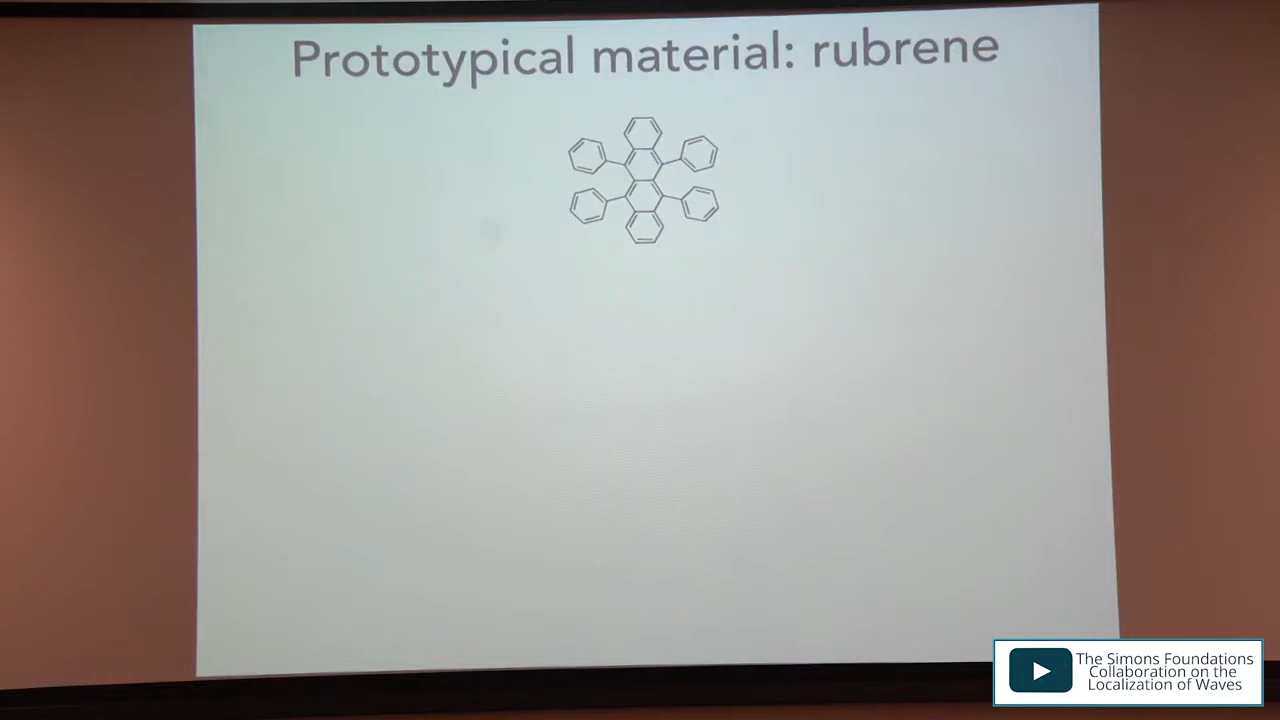 Prototypical material: rubrene
The Simons Foundations
Collaboration on the
Localization of Waves